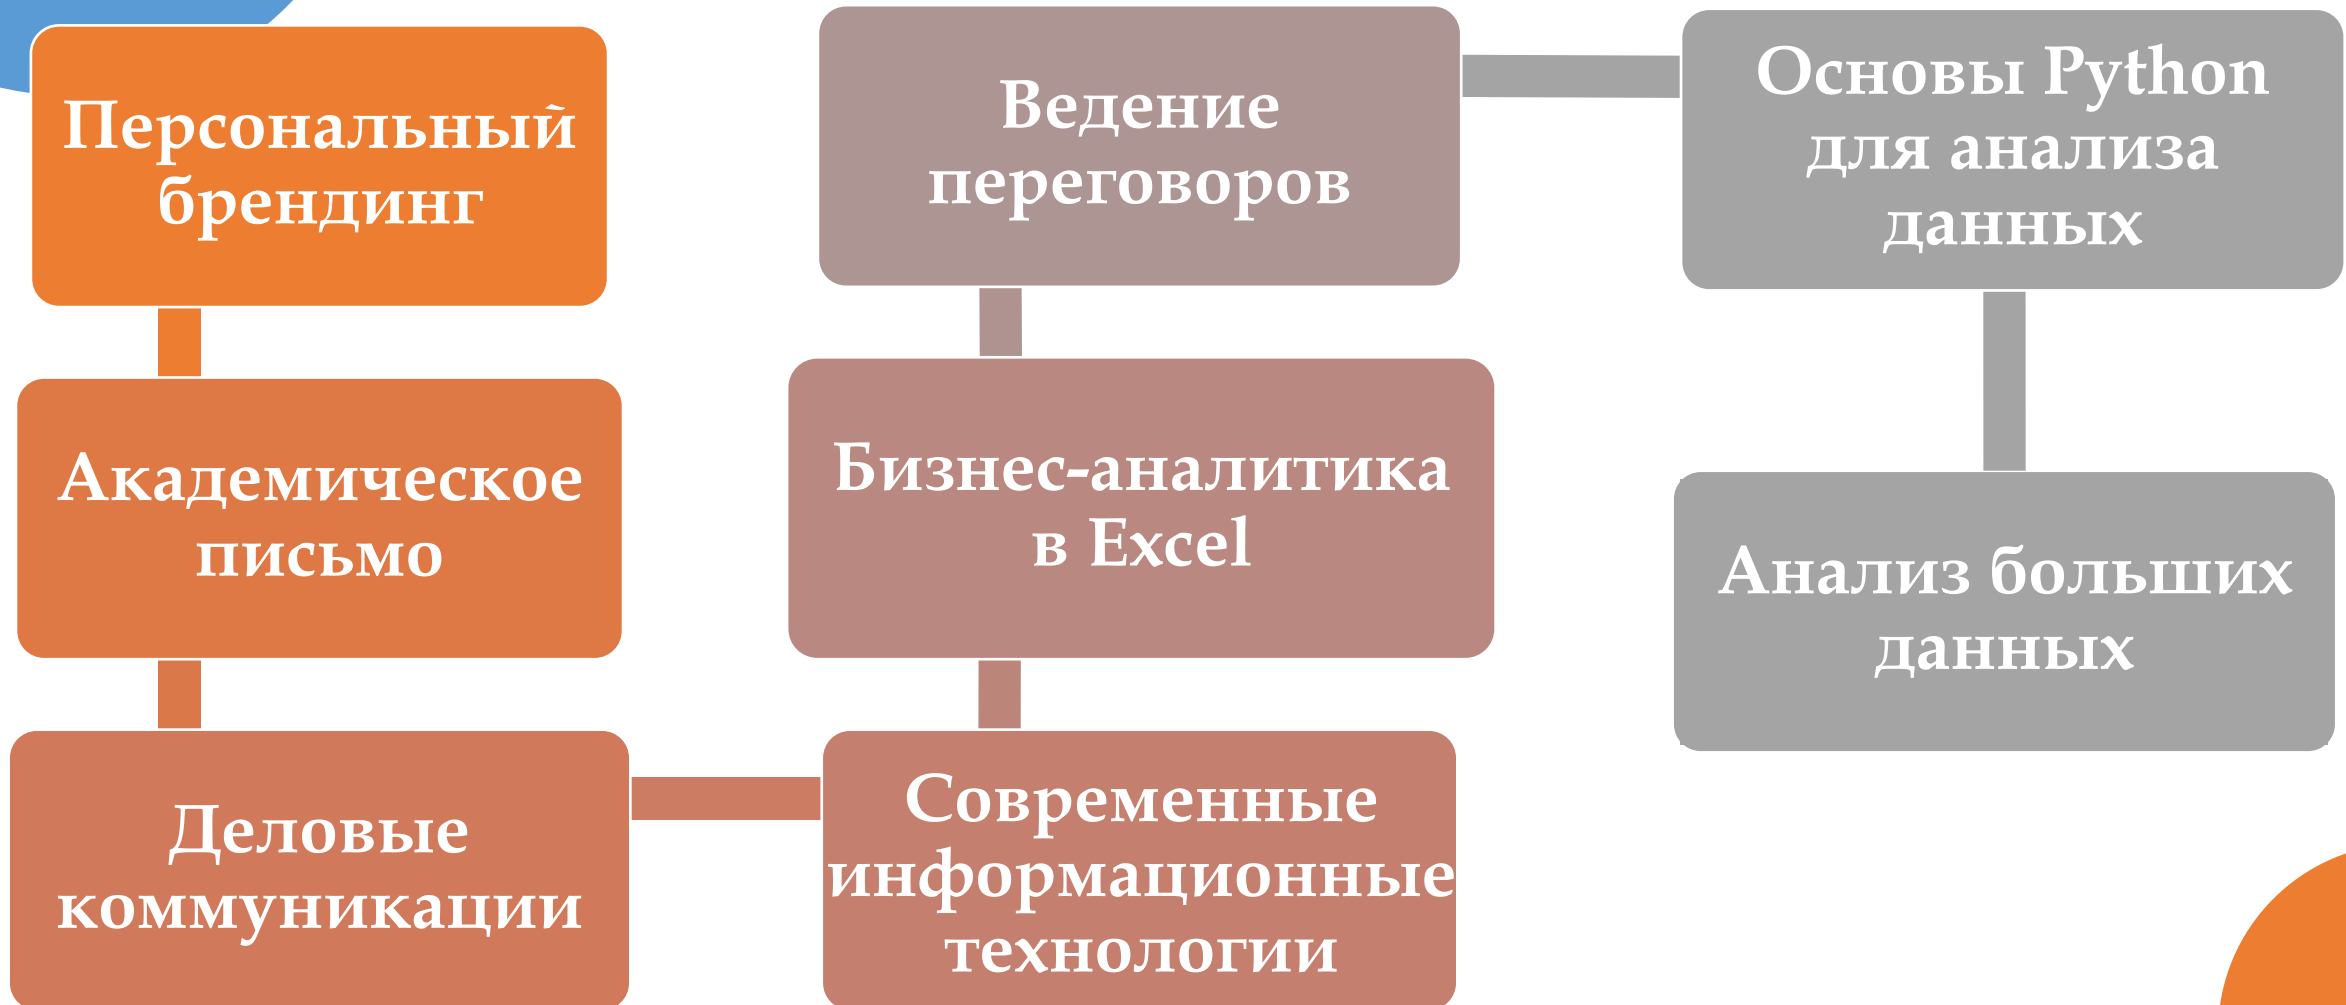 Персональный
брендинг
Академическое
письмо
Деловые
коммуникации
Современные
информационные
технологии
Бизнес-аналитика
в Excel
Ведение
переговоров
Основы Python
для анализа
данных
Анализ больших
данных